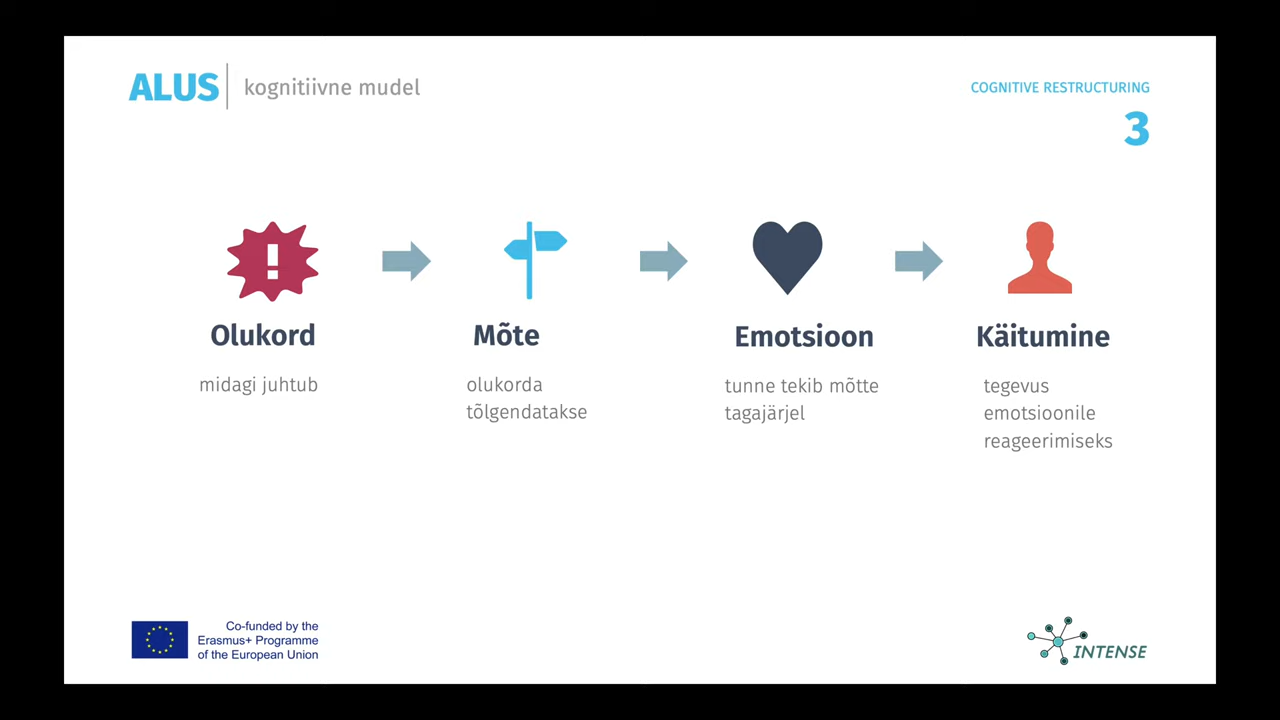 ALUS kognitiivne mudel
COGNITIVE RESTRUCTURING
3
!
Olukord
midagi juhtub
Mõte
olukorda
tõlgendatakse
Emotsioon
tunne tekib mõtte
tagajärjel
Käitumine
tegevus
emotsioonile
reageerimiseks
Co-funded by the
Erasmus+ Programme
of the European Union
INTENSE